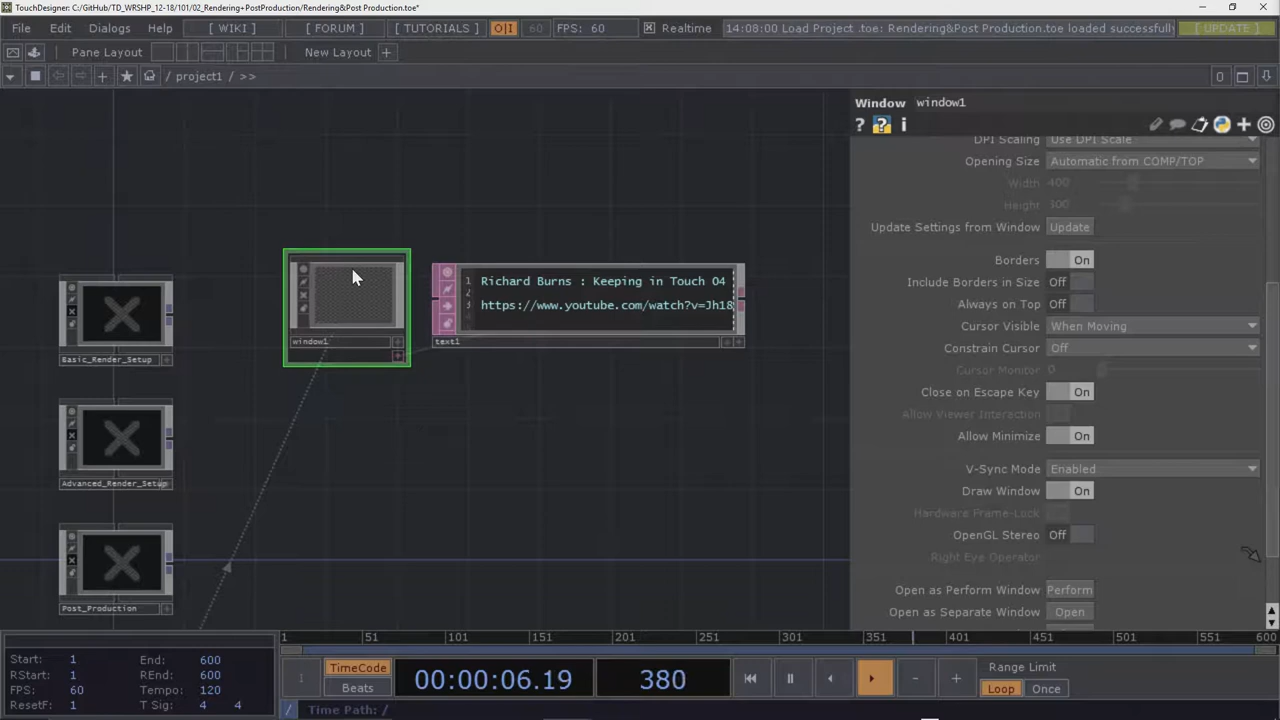 TouchDesigner: C:/GitHub/TD_WRSHP_12-18/101/02_Rendering+PostProduction/Rendering&Post Production.toe*
File Edit Dialogs Help [ WIKI ] [ FORUM ] [ TUTORIALS ] O|I 60 FPS: 60 Realtime 14:08:00 Load Project .toe: Rendering&Post Production.toe loaded successfully [ UPDATE ]
Pane Layout New Layout +
/ project1 / >> 0
Window window1
? ? i
DPI Scaling Use DPI Scale
Opening Size Automatic from COMP/TOP
Width 400
Height 300
Update Settings from Window Update
Borders On
Include Borders in Size Off
Always on Top Off
Cursor Visible When Moving
Constrain Cursor Off
Cursor Monitor 0
Close on Escape Key On
Allow Viewer Interaction
Allow Minimize On
V-Sync Mode Enabled
Draw Window On
Hardware Frame-Lock
OpenGL Stereo Off
Right Eye Operator
Open as Perform Window Perform
Open as Separate Window Open
1 Richard Burns : Keeping in Touch 04
2
3 https://www.youtube.com/watch?v=Jh18
window1
text1
Basic_Render_Setup
Advanced_Render_Setup
Post_Production
1 51 101 151 201 251 301 351 401 451 501 551 600
Start: 1 End: 600
RStart: 1 REnd: 600
FPS: 60 Tempo: 120
ResetF: 1 T Sig: 4 4
1 TimeCode Beats 00:00:06.19 380 - + Range Limit
Loop Once
/ Time Path: /